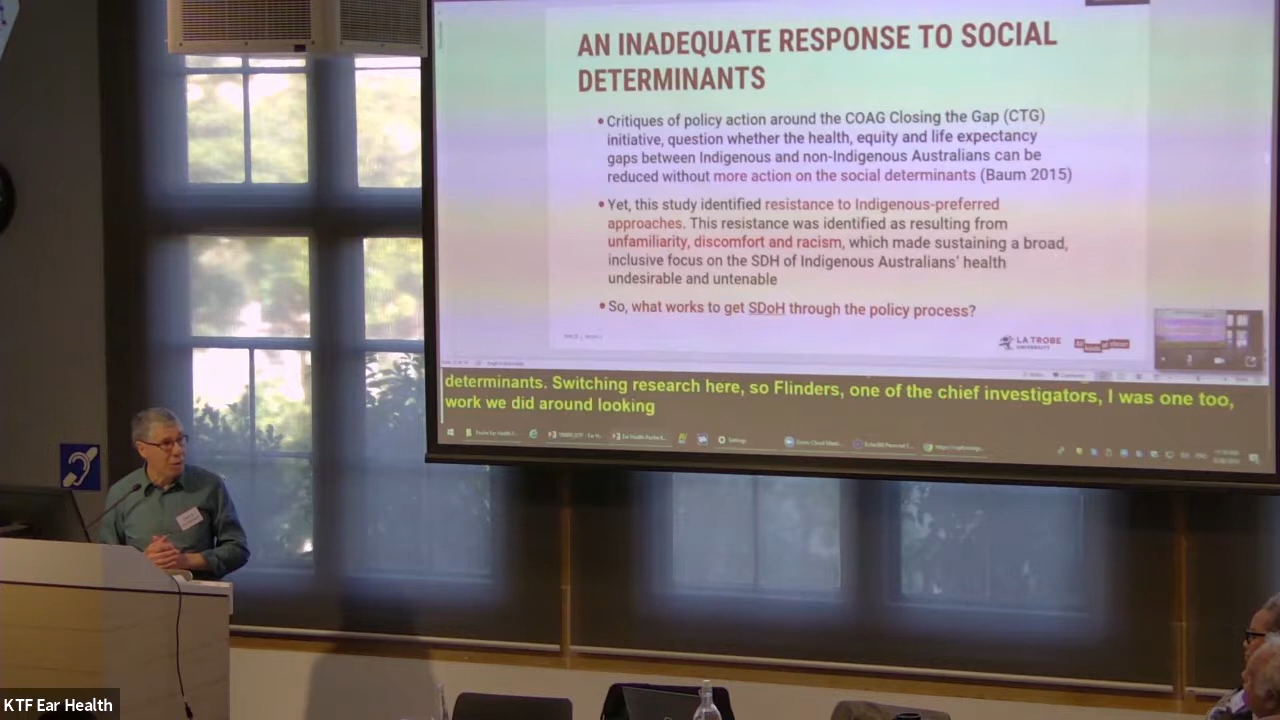 AN INADEQUATE RESPONSE TO SOCIAL
DETERMINANTS
• Critiques of policy action around the COAG Closing the Gap (CTG)
initiative, question whether the health, equity and life expectancy
gaps between Indigenous and non-Indigenous Australians can be
reduced without more action on the social determinants (Baum 2015)
• Yet, this study identified resistance to Indigenous-preferred
approaches. This resistance was identified as resulting from
unfamiliarity, discomfort and racism, which made sustaining a broad,
inclusive focus on the SDH of Indigenous Australians' health
undesirable and untenable
• So, what works to get SDoH through the policy process?
LA TROBE
UNIVERSITY
determinants. Switching research here, so Flinders, one of the chief investigators, I was one too,
work we did around looking
Settings
KTF Ear Health